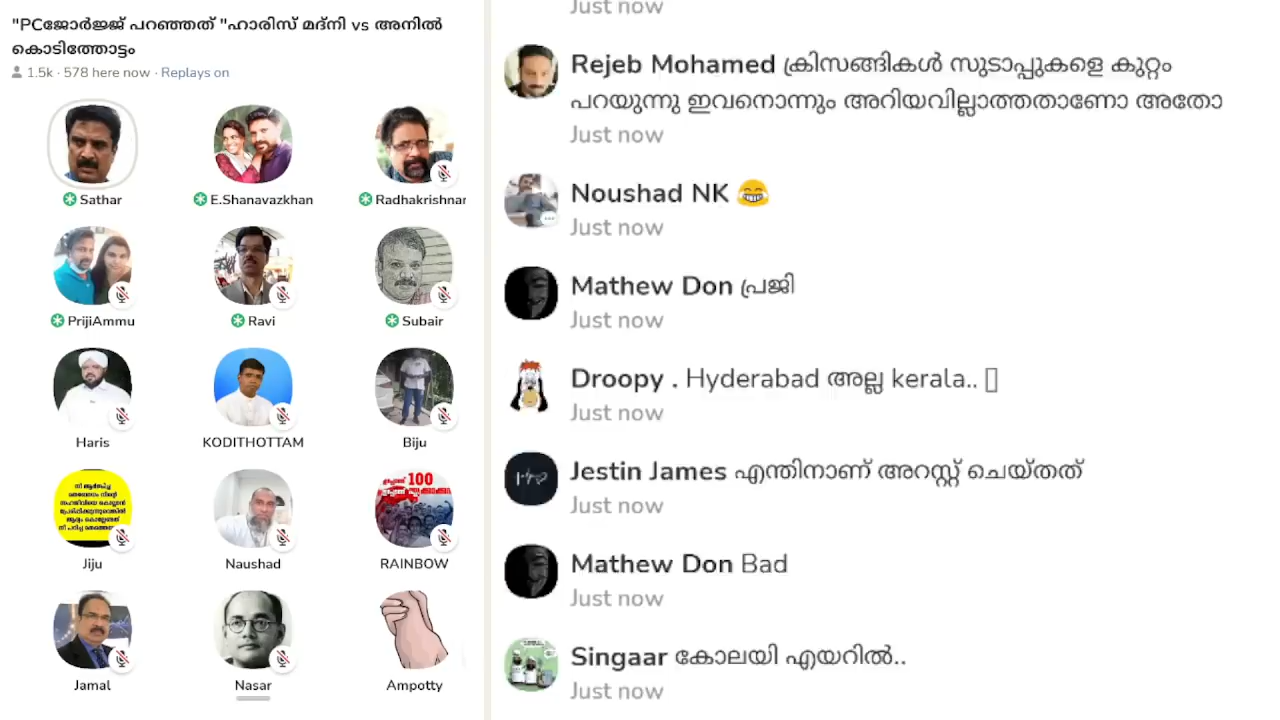 "PCജോർജ്ജ് പറഞ്ഞത് "ഹാരിസ് മദ്നി vs അനിൽ
കൊടിത്തോട്ടം
1.5k · 578 here now · Replays on
Sathar
E.Shanavazkhan
Radhakrishnan
PrijiAmmu
Ravi
Subair
Haris
KODITHOTTAM
Biju
Jiju
Naushad
100
RAINBOW
Jamal
Nasar
Ampotty
Just now
Rejeb Mohamed ക്രിസങ്ങികൾ സുടാപ്പുകളെ കുറ്റം
പറയുന്നു ഇവനൊന്നും അറിയവില്ലാത്തതാണോ അതോ
Just now
Noushad NK 😂
Just now
Mathew Don പ്രജി
Just now
Droopy . Hyderabad അല്ല kerala.. ▯
Just now
Jestin James എന്തിനാണ് അറസ്റ്റ് ചെയ്തത്
Just now
Mathew Don Bad
Just now
Singaar കോലയി എയറിൽ..
Just now